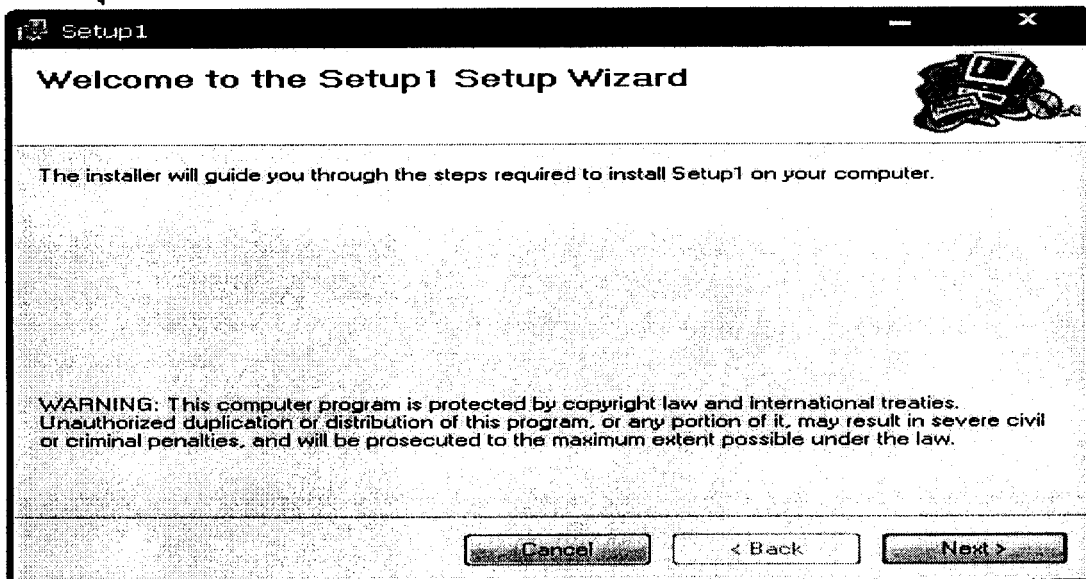 Setup1
Welcome to the Setup1 Setup Wizard
The installer will guide you through the steps required to install Setup1 on your computer.
WARNING: This computer program is protected by copyright law and international treaties.
Unauthorized duplication or distribution of this program, or any portion of it, may result in severe civil
or criminal penalties, and will be prosecuted to the maximum extent possible under the law.
Cancel
< Back
Next >